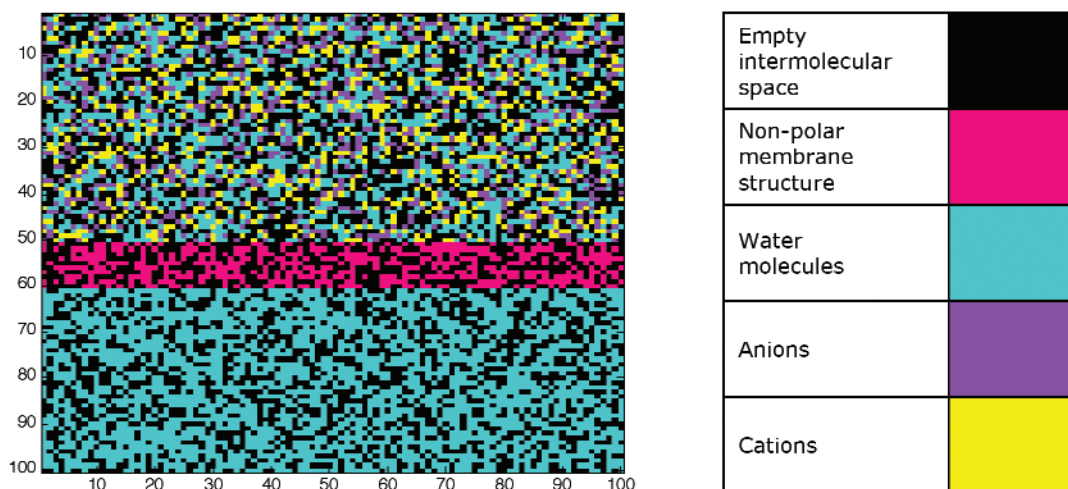 10
20
30
40
50
60
70
80
90
100
10 20 30 40 50 60 70 80 90 100
Empty
intermolecular
space
Non-polar
membrane
structure
Water
molecules
Anions
Cations